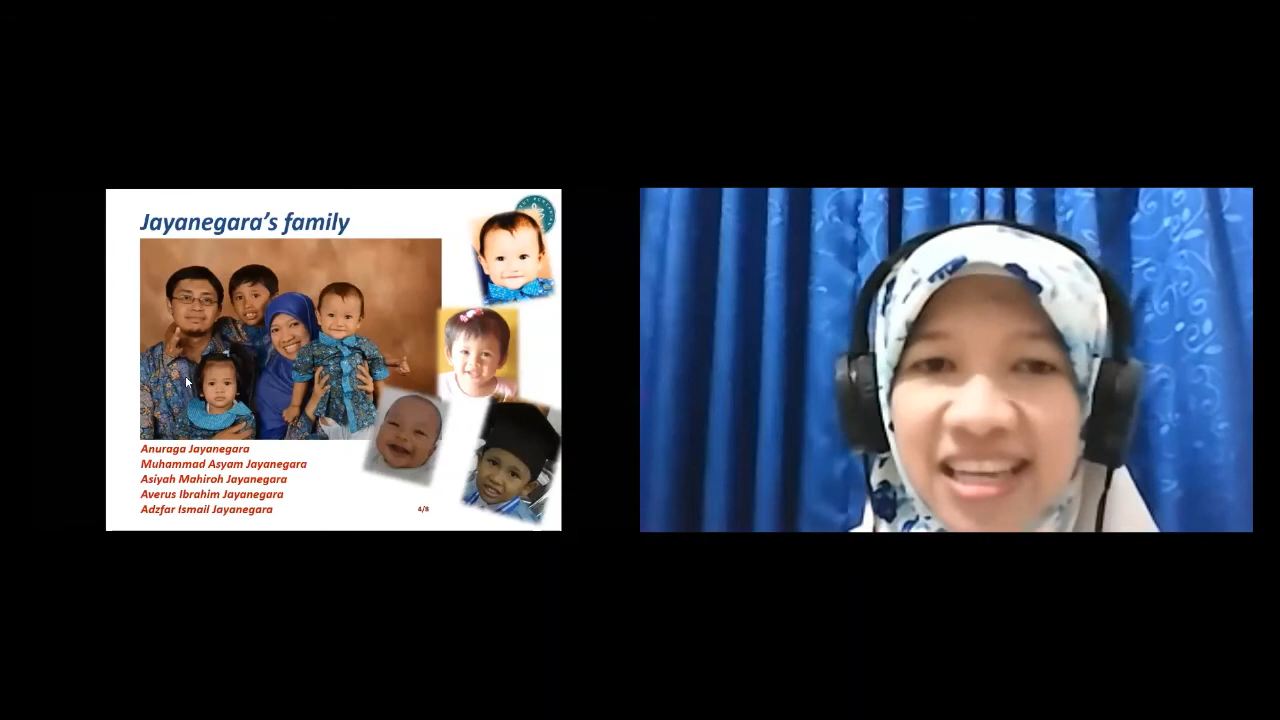 Jayanegara's family
Anuraga Jayanegara
Muhammad Asyam Jayanegara
Asiyah Mahiroh Jayanegara
Averus Ibrahim Jayanegara
Adzfar Ismail Jayanegara
4/8